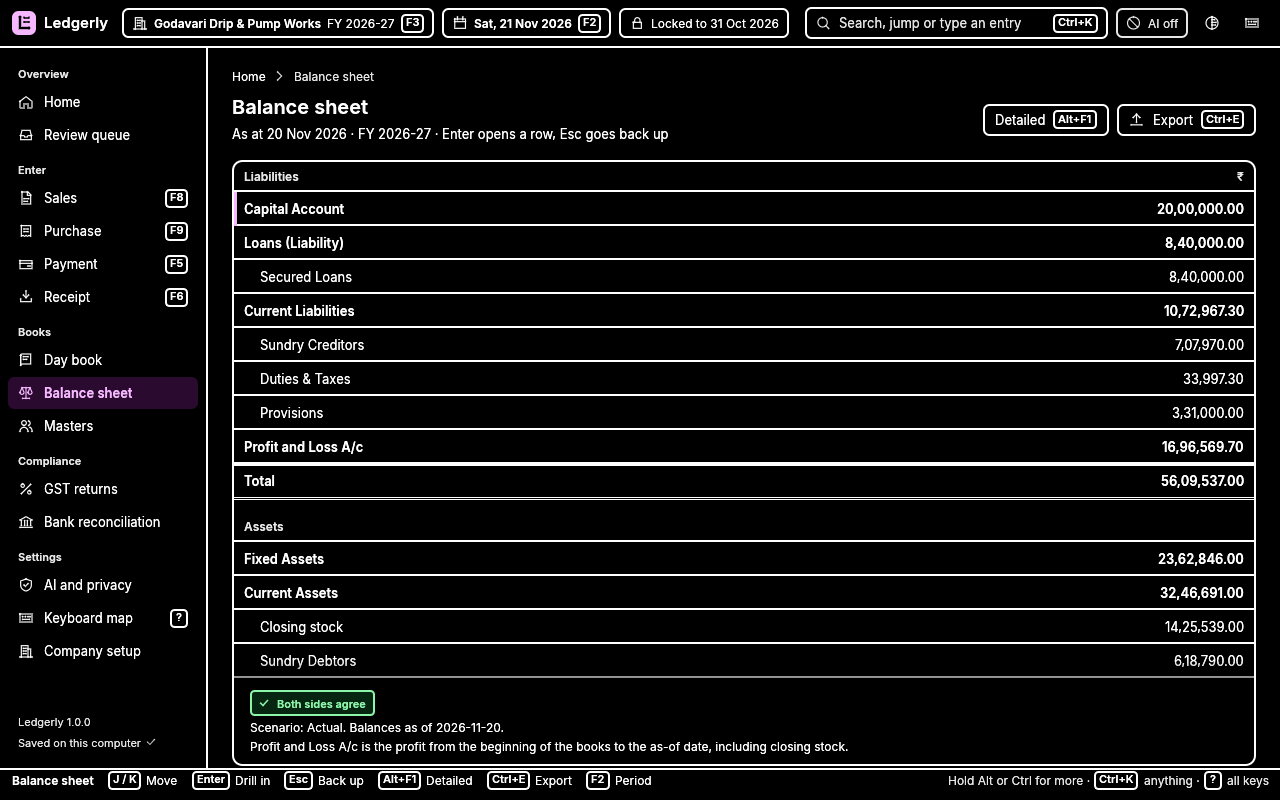 Ledgerly
Godavari Drip & Pump Works FY 2026-27 F3
Sat, 21 Nov 2026 F2
Locked to 31 Oct 2026
Search, jump or type an entry Ctrl+K
AI off
Overview
Home
Review queue
Enter
Sales F8
Purchase F9
Payment F5
Receipt F6
Books
Day book
Balance sheet
Masters
Compliance
GST returns
Bank reconciliation
Settings
AI and privacy
Keyboard map ?
Company setup
Ledgerly 1.0.0
Saved on this computer
Home Balance sheet
Balance sheet
As at 20 Nov 2026 · FY 2026-27 · Enter opens a row, Esc goes back up
Detailed Alt+F1
Export Ctrl+E
Liabilities ₹
Capital Account 20,00,000.00
Loans (Liability) 8,40,000.00
Secured Loans 8,40,000.00
Current Liabilities 10,72,967.30
Sundry Creditors 7,07,970.00
Duties & Taxes 33,997.30
Provisions 3,31,000.00
Profit and Loss A/c 16,96,569.70
Total 56,09,537.00
Assets
Fixed Assets 23,62,846.00
Current Assets 32,46,691.00
Closing stock 14,25,539.00
Sundry Debtors 6,18,790.00
Both sides agree
Scenario: Actual. Balances as of 2026-11-20.
Profit and Loss A/c is the profit from the beginning of the books to the as-of date, including closing stock.
Balance sheet J / K Move Enter Drill in Esc Back up Alt+F1 Detailed Ctrl+E Export F2 Period
Hold Alt or Ctrl for more · Ctrl+K anything · ? all keys